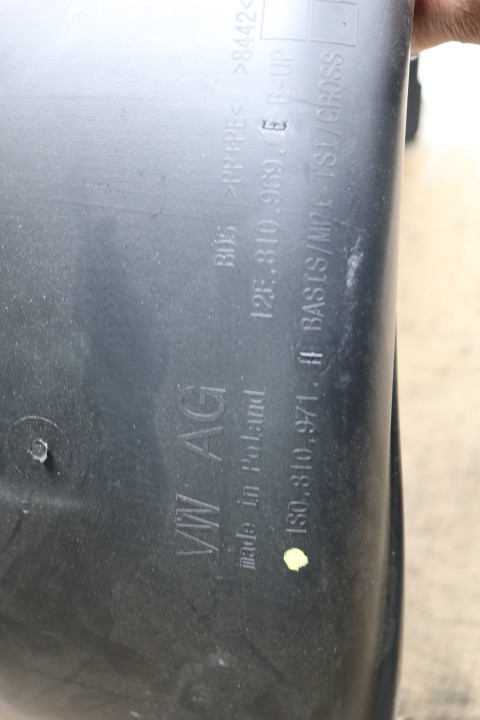 VW AG
made in Poland
BD5 >PP+PE< >8442<
12E.810.969. E E-UP
1S0.810.971. H BASIS/MPI TSI/CROSS